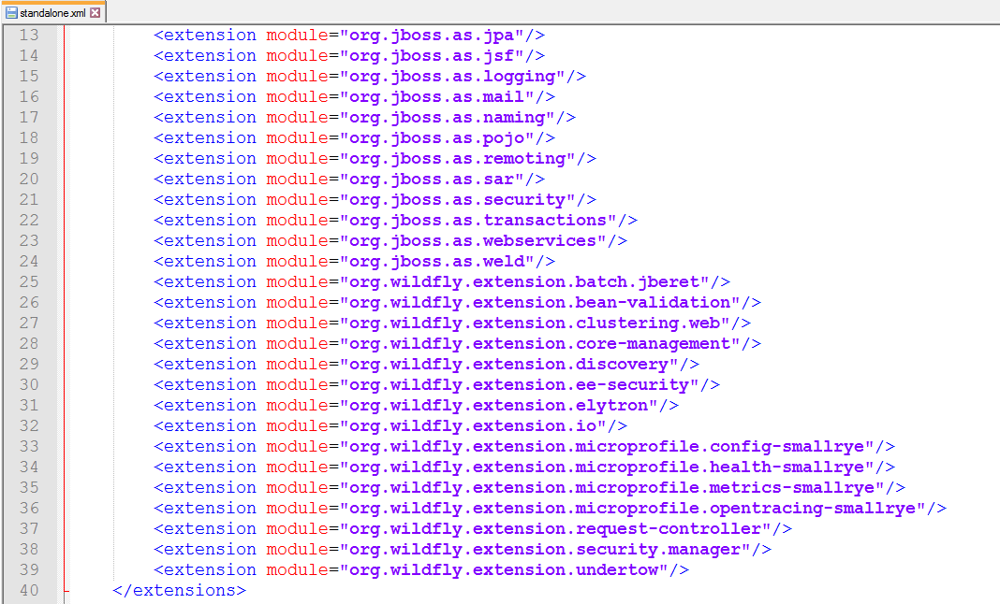 standalone.xml
13 <extension module="org.jboss.as.jpa"/>
14 <extension module="org.jboss.as.jsf"/>
15 <extension module="org.jboss.as.logging"/>
16 <extension module="org.jboss.as.mail"/>
17 <extension module="org.jboss.as.naming"/>
18 <extension module="org.jboss.as.pojo"/>
19 <extension module="org.jboss.as.remoting"/>
20 <extension module="org.jboss.as.sar"/>
21 <extension module="org.jboss.as.security"/>
22 <extension module="org.jboss.as.transactions"/>
23 <extension module="org.jboss.as.webservices"/>
24 <extension module="org.jboss.as.weld"/>
25 <extension module="org.wildfly.extension.batch.jberet"/>
26 <extension module="org.wildfly.extension.bean-validation"/>
27 <extension module="org.wildfly.extension.clustering.web"/>
28 <extension module="org.wildfly.extension.core-management"/>
29 <extension module="org.wildfly.extension.discovery"/>
30 <extension module="org.wildfly.extension.ee-security"/>
31 <extension module="org.wildfly.extension.elytron"/>
32 <extension module="org.wildfly.extension.io"/>
33 <extension module="org.wildfly.extension.microprofile.config-smallrye"/>
34 <extension module="org.wildfly.extension.microprofile.health-smallrye"/>
35 <extension module="org.wildfly.extension.microprofile.metrics-smallrye"/>
36 <extension module="org.wildfly.extension.microprofile.opentracing-smallrye"/>
37 <extension module="org.wildfly.extension.request-controller"/>
38 <extension module="org.wildfly.extension.security.manager"/>
39 <extension module="org.wildfly.extension.undertow"/>
40 </extensions>